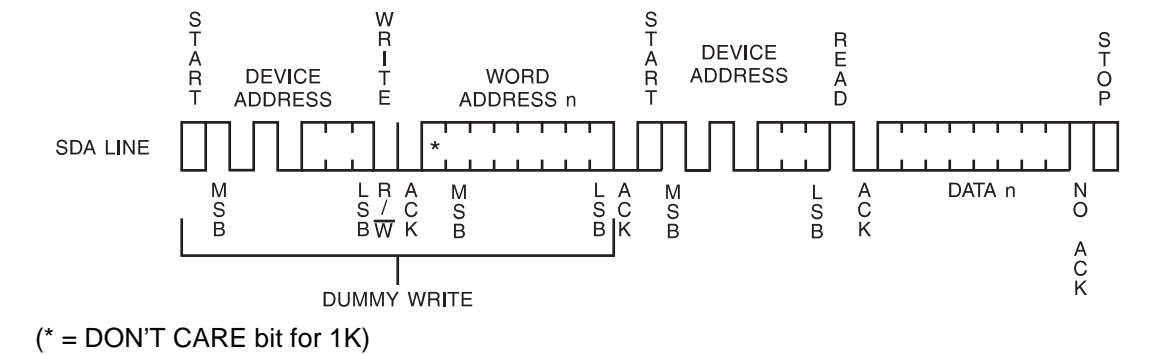 START
DEVICE ADDRESS
WRITE
WORD ADDRESS n
START
DEVICE ADDRESS
READ
STOP
SDA LINE
*
MSB
LSB
R/W
ACK
MSB
LSB
ACK
MSB
LSB
ACK
DATA n
NO ACK
DUMMY WRITE
(* = DON'T CARE bit for 1K)